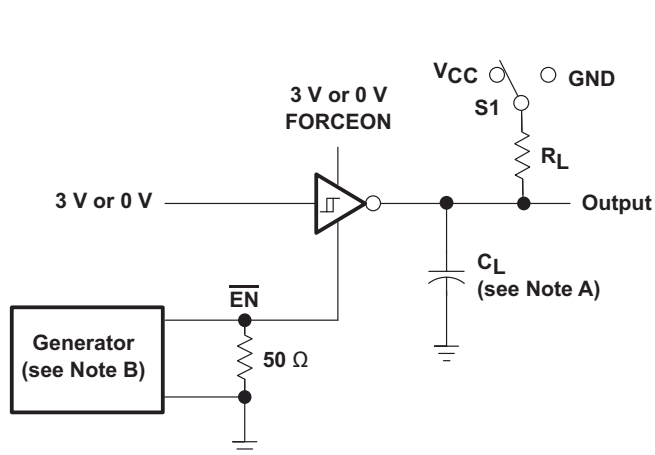 VCC
GND
S1
3 V or 0 V
FORCEON
RL
3 V or 0 V
Output
CL
(see Note A)
EN
Generator
(see Note B)
50 Ω